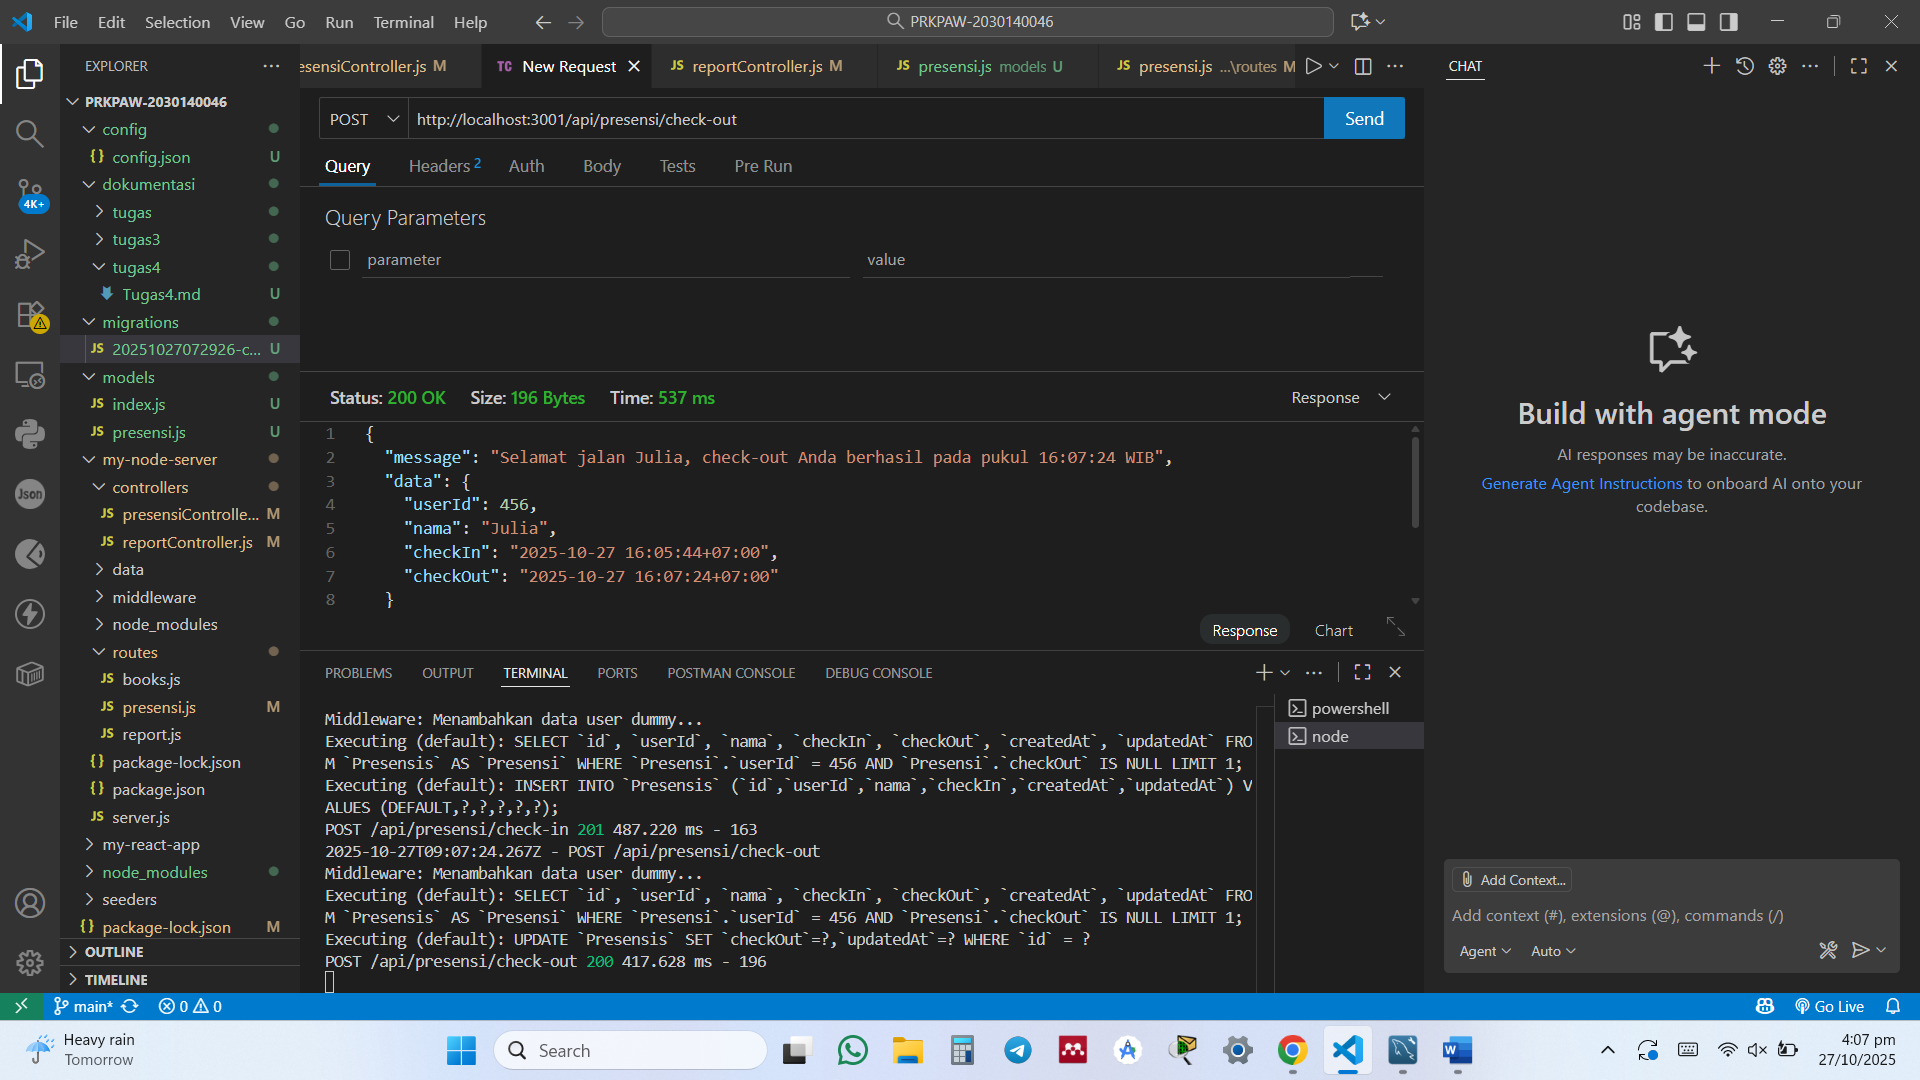 File Edit Selection View Go Run Terminal Help
PRKPAW-2030140046
EXPLORER
esensiController.js M
TC New Request
JS reportController.js M
JS presensi.js models U
JS presensi.js ...\routes M
CHAT
PRKPAW-2030140046
config
{} config.json U
dokumentasi
tugas
tugas3
tugas4
Tugas4.md U
migrations
JS 20251027072926-c... U
models
JS index.js U
JS presensi.js U
my-node-server
controllers
JS presensiControlle... M
JS reportController.js M
data
middleware
node_modules
routes
JS books.js
JS presensi.js M
JS report.js
{} package-lock.json
{} package.json
JS server.js
my-react-app
node_modules
seeders
{} package-lock.json M
OUTLINE
TIMELINE
4K+
Json
POST http://localhost:3001/api/presensi/check-out Send
Query Headers 2 Auth Body Tests Pre Run
Query Parameters
parameter value
Status: 200 OK Size: 196 Bytes Time: 537 ms Response
1 {
2 "message": "Selamat jalan Julia, check-out Anda berhasil pada pukul 16:07:24 WIB",
3 "data": {
4 "userId": 456,
5 "nama": "Julia",
6 "checkIn": "2025-10-27 16:05:44+07:00",
7 "checkOut": "2025-10-27 16:07:24+07:00"
8 }
Response Chart
PROBLEMS OUTPUT TERMINAL PORTS POSTMAN CONSOLE DEBUG CONSOLE
Middleware: Menambahkan data user dummy...
Executing (default): SELECT `id`, `userId`, `nama`, `checkIn`, `checkOut`, `createdAt`, `updatedAt` FRO
M `Presensis` AS `Presensi` WHERE `Presensi`.`userId` = 456 AND `Presensi`.`checkOut` IS NULL LIMIT 1;
Executing (default): INSERT INTO `Presensis` (`id`,`userId`,`nama`,`checkIn`,`createdAt`,`updatedAt`) V
ALUES (DEFAULT,?,?,?,?,?);
POST /api/presensi/check-in 201 487.220 ms - 163
2025-10-27T09:07:24.267Z - POST /api/presensi/check-out
Middleware: Menambahkan data user dummy...
Executing (default): SELECT `id`, `userId`, `nama`, `checkIn`, `checkOut`, `createdAt`, `updatedAt` FRO
M `Presensis` AS `Presensi` WHERE `Presensi`.`userId` = 456 AND `Presensi`.`checkOut` IS NULL LIMIT 1;
Executing (default): UPDATE `Presensis` SET `checkOut`=?,`updatedAt`=? WHERE `id` = ?
POST /api/presensi/check-out 200 417.628 ms - 196
powershell
node
Build with agent mode
AI responses may be inaccurate.
Generate Agent Instructions to onboard AI onto your
codebase.
Add Context...
Add context (#), extensions (@), commands (/)
Agent Auto
main* 0 0
Go Live
Heavy rain
Tomorrow
Search
4:07 pm
27/10/2025